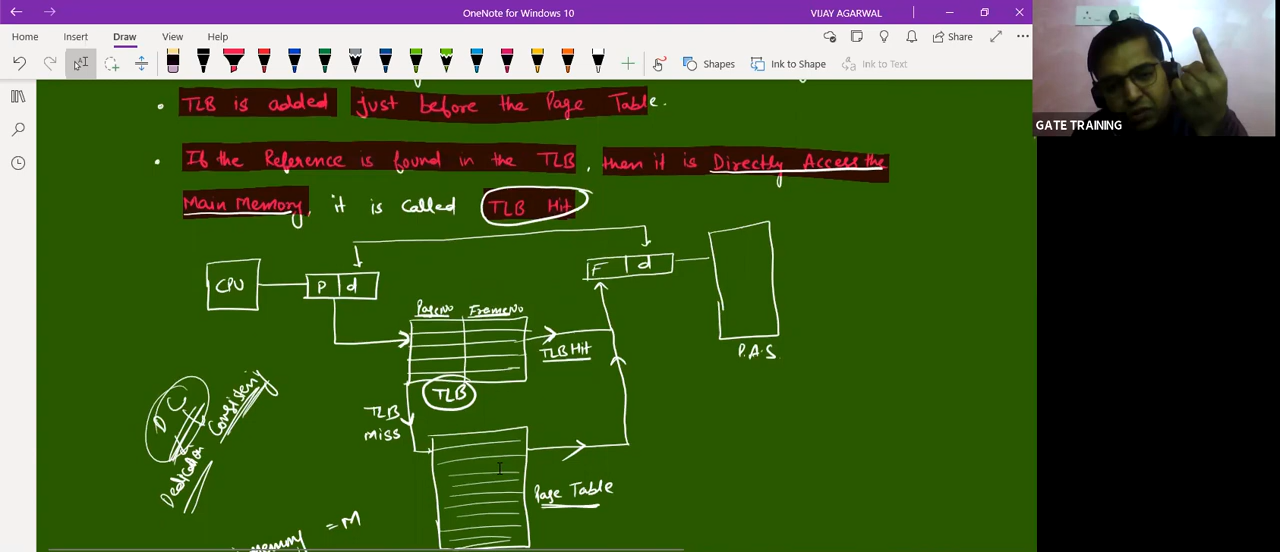 OneNote for Windows 10
VIJAY AGARWAL
Home Insert Draw View Help
Shapes Ink to Shape Ink to Text
Share
GATE TRAINING
• TLB is added just before the Page Table.
• If the Reference is found in the TLB, then it is Directly Access the
Main Memory, it is called TLB Hit
CPU
P d
F d
Page No Frame No
TLB Hit
P.A.S.
TLB
TLB
miss
D C
Consistency
Dedication
Page Table
memory = M